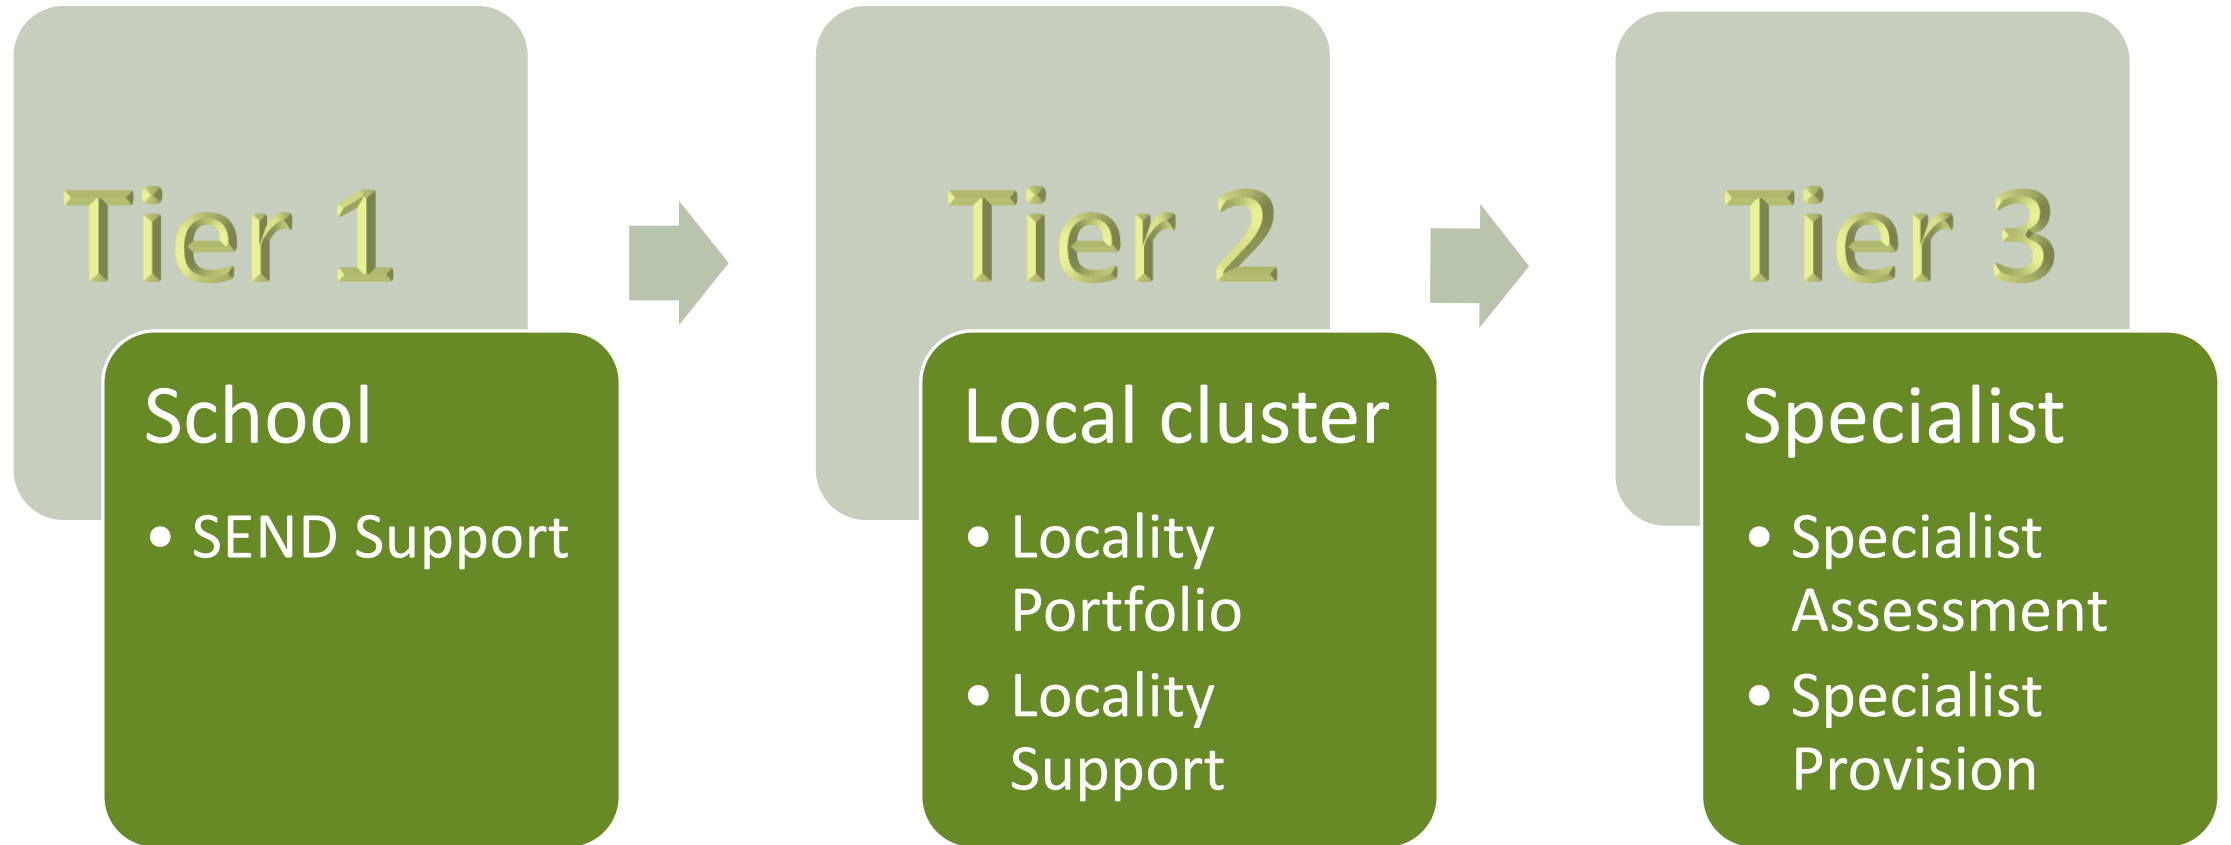 Tier 1
School
• SEND Support
Tier 2
Local cluster
• Locality
Portfolio
• Locality
Support
Tier 3
Specialist
• Specialist
Assessment
• Specialist
Provision